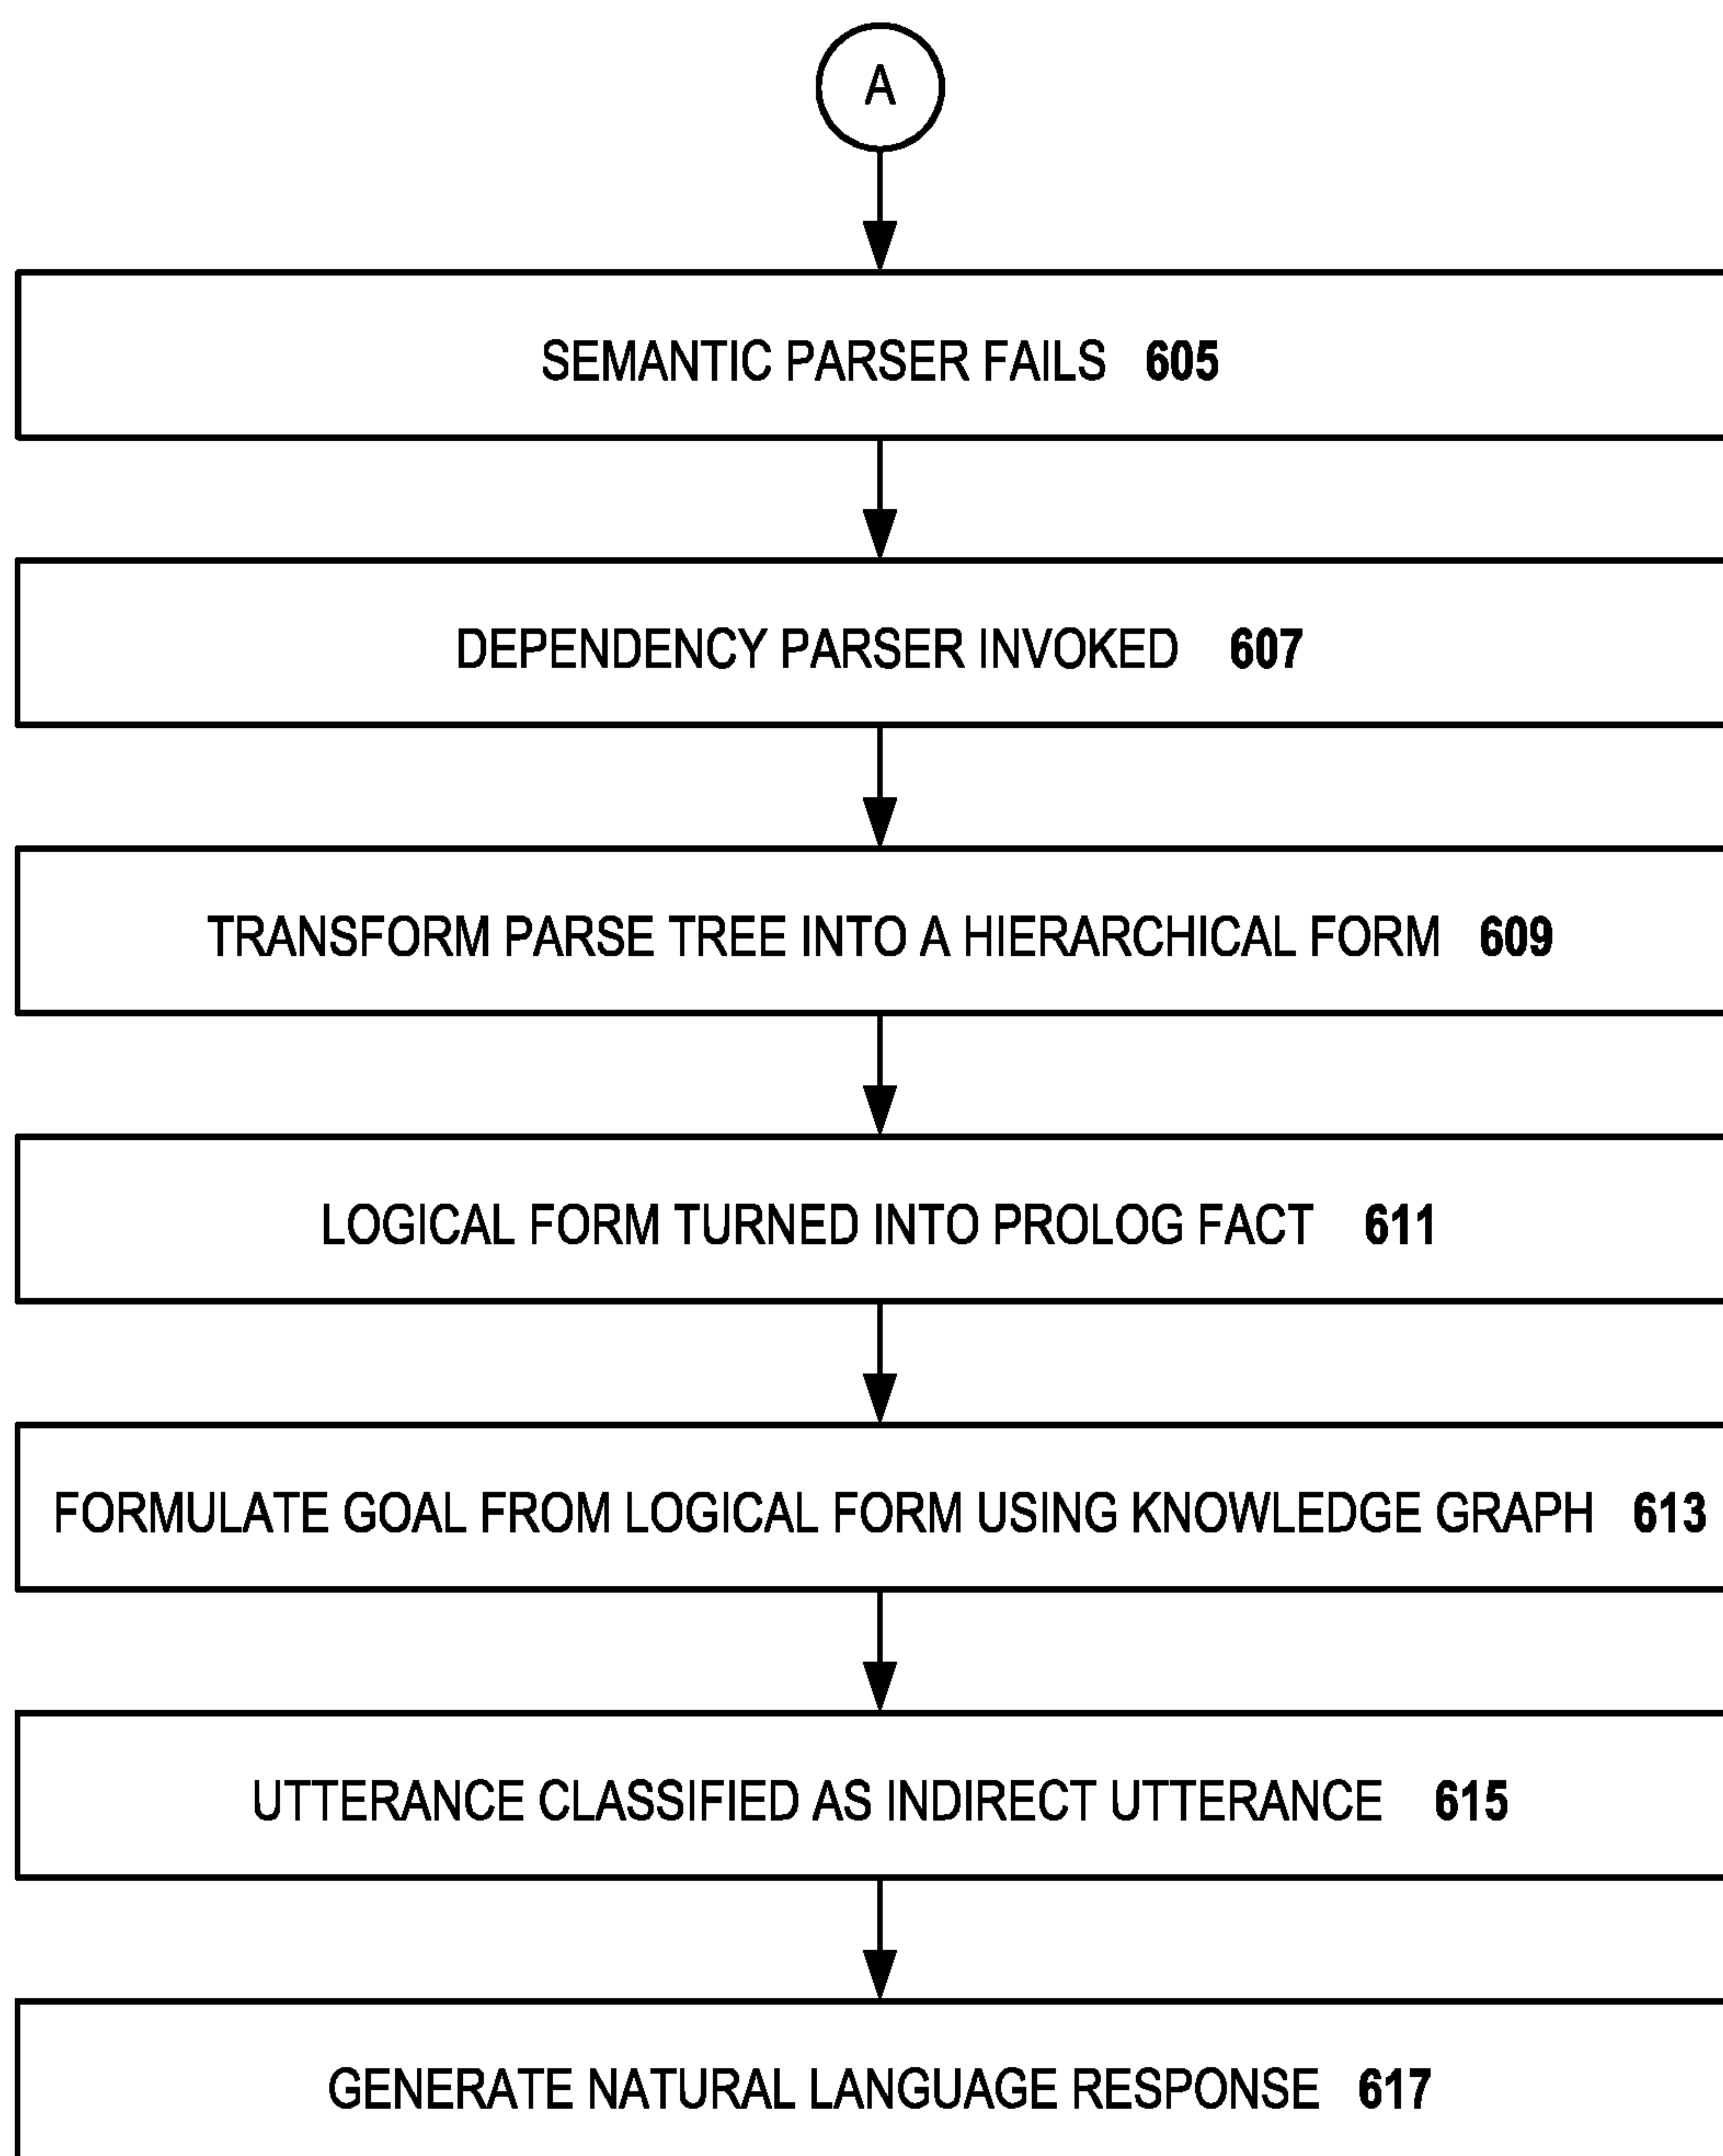 A
SEMANTIC PARSER FAILS 605
DEPENDENCY PARSER INVOKED 607
TRANSFORM PARSE TREE INTO A HIERARCHICAL FORM 609
LOGICAL FORM TURNED INTO PROLOG FACT 611
FORMULATE GOAL FROM LOGICAL FORM USING KNOWLEDGE GRAPH 613
UTTERANCE CLASSIFIED AS INDIRECT UTTERANCE 615
GENERATE NATURAL LANGUAGE RESPONSE 617